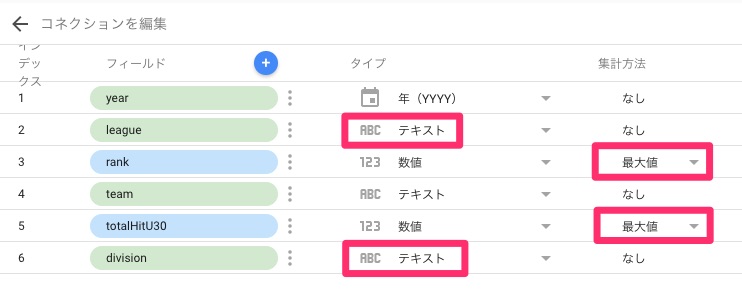 コネクションを編集
インデックス フィールド タイプ 集計方法
1 year 年（YYYY） なし
2 league ABC テキスト なし
3 rank 123 数値 最大値
4 team ABC テキスト なし
5 totalHitU30 123 数値 最大値
6 division ABC テキスト なし